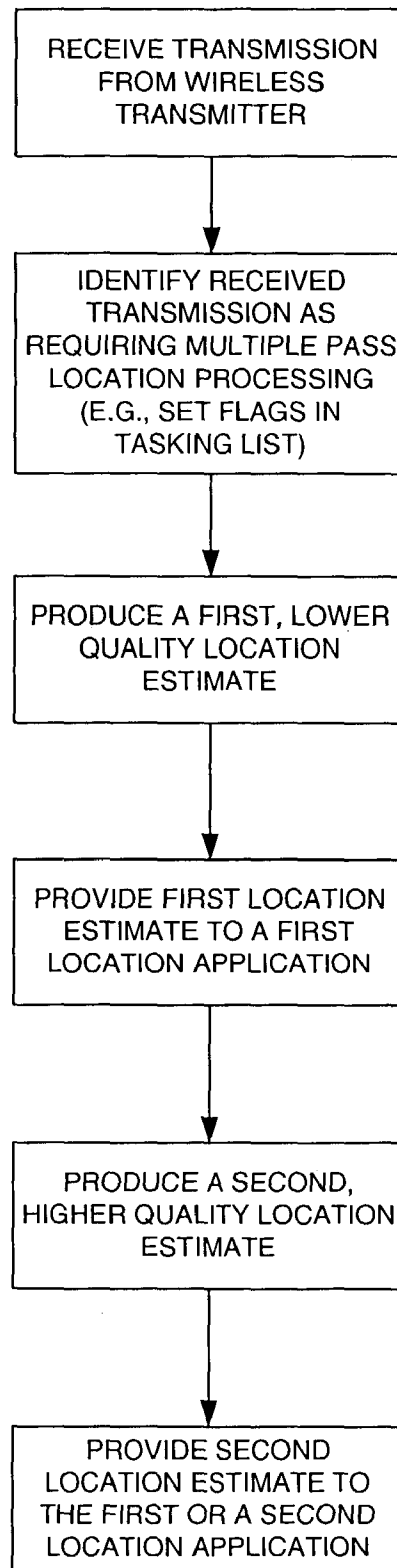 RECEIVE TRANSMISSION
FROM WIRELESS
TRANSMITTER
IDENTIFY RECEIVED
TRANSMISSION AS
REQUIRING MULTIPLE PASS
LOCATION PROCESSING
(E.G., SET FLAGS IN
TASKING LIST)
PRODUCE A FIRST, LOWER
QUALITY LOCATION
ESTIMATE
PROVIDE FIRST LOCATION
ESTIMATE TO A FIRST
LOCATION APPLICATION
PRODUCE A SECOND,
HIGHER QUALITY LOCATION
ESTIMATE
PROVIDE SECOND
LOCATION ESTIMATE TO
THE FIRST OR A SECOND
LOCATION APPLICATION